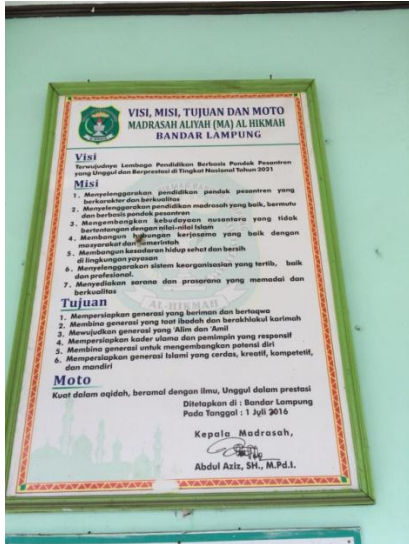 VISI, MISI, TUJUAN DAN MOTO
MADRASAH ALIYAH (MA) AL HIKMAH
BANDAR LAMPUNG
Visi
Terwujudnya Lembaga Pendidikan Berbasis Pondok Pesantren
yang Unggul dan Berprestasi di Tingkat Nasional Tahun 2021
Misi
1. Menyelenggarakan pendidikan pondok pesantren yang
berkarakter dan berkualitas
2. Menyelenggarakan pendidikan madrasah yang baik, bermutu
dan berbasis pondok pesantren
3. Mengembangkan kebudayaan nusantara yang tidak
bertentangan dengan nilai-nilai Islam
4. Membangun hubungan kerjesama yang baik dengan
masyarakat dan Pemerintah
5. Membangun kasadaran hidup sehat dan bersih
di lingkungan yayasan
6. Menyelenggarakan sistem keorganisasian yang tertib, baik
dan profesional.
7. Menyediakan sarana dan prasarana yang memadai dan
berkualitas
AL-HIKMAH
Tujuan
1. Mempersiapkan generasi yang beriman dan bertaqwa
2. Membina generasi yang taat ibadah dan berakhlakul karimah
3. Mewujudkan generasi yang 'Alim dan 'Amil
4. Mempersiapkan kader ulama dan pemimpin yang responsif
5. Membina generasi untuk mengembangkan potensi diri
6. Mempersiapkan generasi Islami yang cerdas, kreatif, kompetetif,
dan mandiri
Moto
Kuat dalam aqidah, beramal dengan ilmu, Unggul dalam prestasi
Ditetapkan di : Bandar Lampung
Pada Tanggal : 1 Juli 2016
Kepala Madrasah,
Abdul Aziz, SH., M.Pd.I.